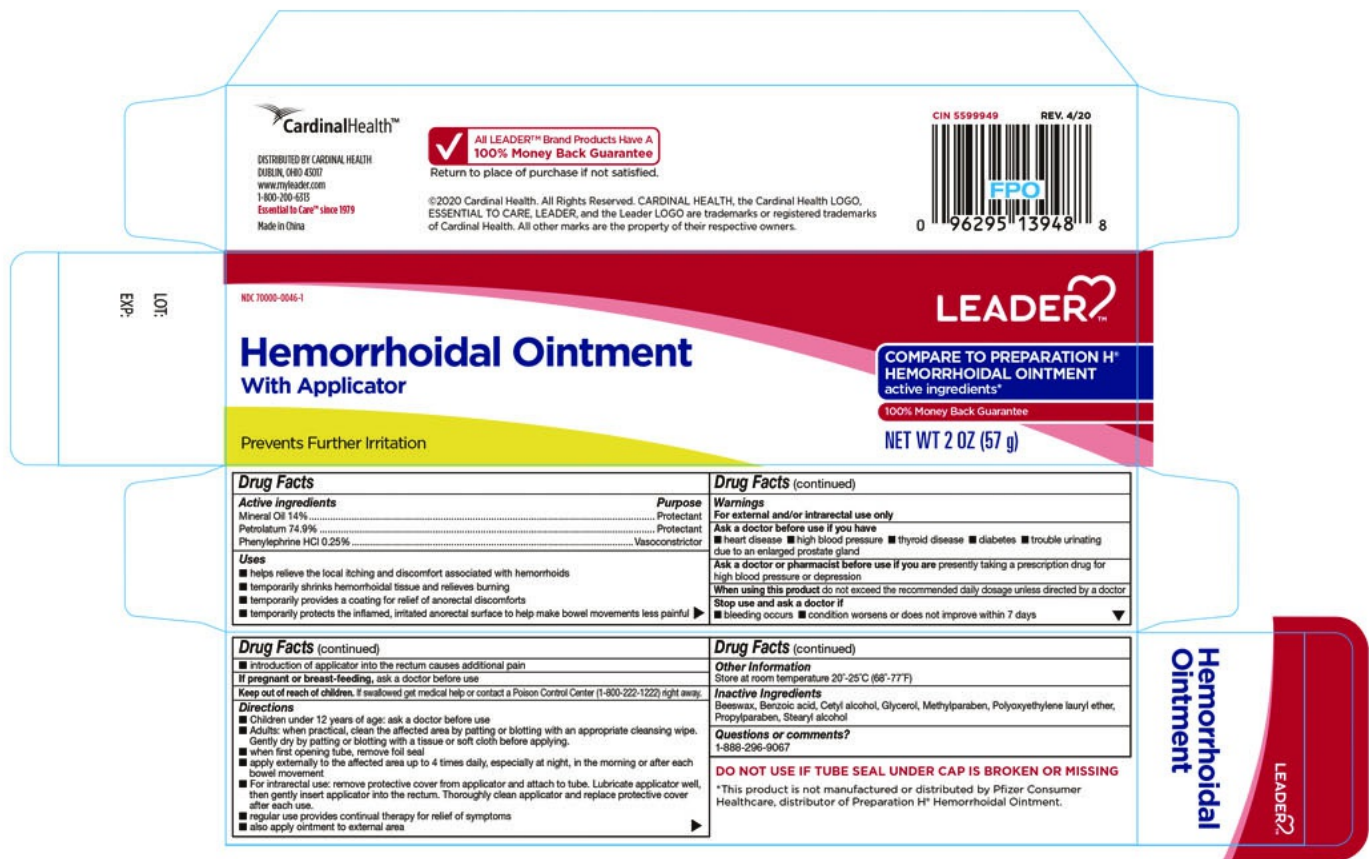 CardinalHealth™
DISTRIBUTED BY CARDINAL HEALTH
DUBLIN, OHIO 43017
www.myleader.com
1-800-200-6313
Essential to Care™ since 1979
Made in China
All LEADER™ Brand Products Have A
100% Money Back Guarantee
Return to place of purchase if not satisfied.
©2020 Cardinal Health. All Rights Reserved. CARDINAL HEALTH, the Cardinal Health LOGO,
ESSENTIAL TO CARE, LEADER, and the Leader LOGO are trademarks or registered trademarks
of Cardinal Health. All other marks are the property of their respective owners.
CIN 5599949 REV. 4/20
FPO
0 96295 13948 8
LOT:
EXP:
NDC 70000-0046-1
LEADER™
Hemorrhoidal Ointment
With Applicator
COMPARE TO PREPARATION H®
HEMORRHOIDAL OINTMENT
active ingredients*
100% Money Back Guarantee
Prevents Further Irritation
NET WT 2 OZ (57 g)
Drug Facts
Active ingredients Purpose
Mineral Oil 14%.......... Protectant
Petrolatum 74.9% .......... Protectant
Phenylephrine HCl 0.25% .......... Vasoconstrictor
Uses
■ helps relieve the local itching and discomfort associated with hemorrhoids
■ temporarily shrinks hemorrhoidal tissue and relieves burning
■ temporarily provides a coating for relief of anorectal discomforts
■ temporarily protects the inflamed, irritated anorectal surface to help make bowel movements less painful ▶
Drug Facts (continued)
Warnings
For external and/or intrarectal use only
Ask a doctor before use if you have
■ heart disease ■ high blood pressure ■ thyroid disease ■ diabetes ■ trouble urinating
due to an enlarged prostate gland
Ask a doctor or pharmacist before use if you are presently taking a prescription drug for
high blood pressure or depression
When using this product do not exceed the recommended daily dosage unless directed by a doctor
Stop use and ask a doctor if
■ bleeding occurs ■ condition worsens or does not improve within 7 days ▼
Drug Facts (continued)
■ introduction of applicator into the rectum causes additional pain
If pregnant or breast-feeding, ask a doctor before use
Keep out of reach of children. If swallowed get medical help or contact a Poison Control Center (1-800-222-1222) right away.
Directions
■ Children under 12 years of age: ask a doctor before use
■ Adults: when practical, clean the affected area by patting or blotting with an appropriate cleansing wipe.
Gently dry by patting or blotting with a tissue or soft cloth before applying.
■ when first opening tube, remove foil seal
■ apply externally to the affected area up to 4 times daily, especially at night, in the morning or after each
bowel movement
■ For intrarectal use: remove protective cover from applicator and attach to tube. Lubricate applicator well,
then gently insert applicator into the rectum. Thoroughly clean applicator and replace protective cover
after each use.
■ regular use provides continual therapy for relief of symptoms
■ also apply ointment to external area ▶
Drug Facts (continued)
Other Information
Store at room temperature 20°-25°C (68°-77°F)
Inactive Ingredients
Beeswax, Benzoic acid, Cetyl alcohol, Glycerol, Methylparaben, Polyoxyethylene lauryl ether,
Propylparaben, Stearyl alcohol
Questions or comments?
1-888-296-9067
DO NOT USE IF TUBE SEAL UNDER CAP IS BROKEN OR MISSING
*This product is not manufactured or distributed by Pfizer Consumer
Healthcare, distributor of Preparation H® Hemorrhoidal Ointment.
Hemorrhoidal
Ointment
LEADER™